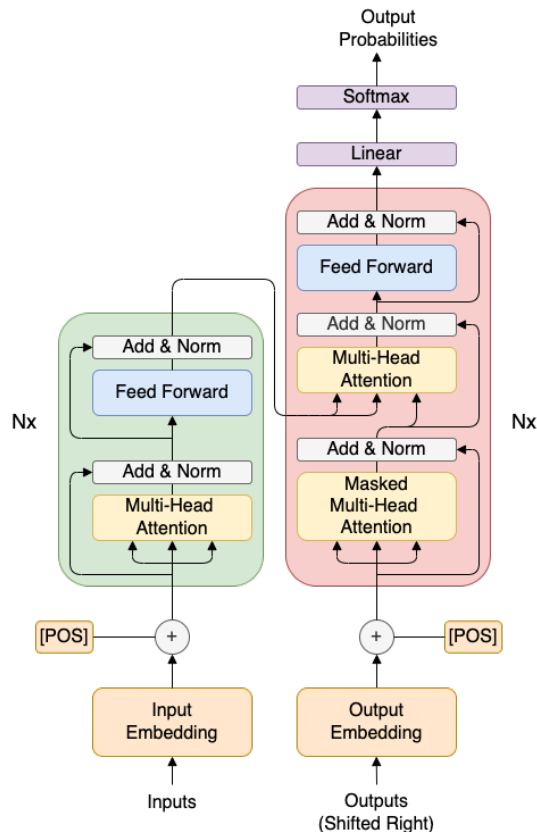 Output
Probabilities
Softmax
Linear
Add & Norm
Feed Forward
Add & Norm
Multi-Head
Attention
Add & Norm
Masked
Multi-Head
Attention
Nx
Add & Norm
Feed Forward
Nx
Add & Norm
Multi-Head
Attention
[POS]
+
+
[POS]
Input
Embedding
Output
Embedding
Inputs
Outputs
(Shifted Right)